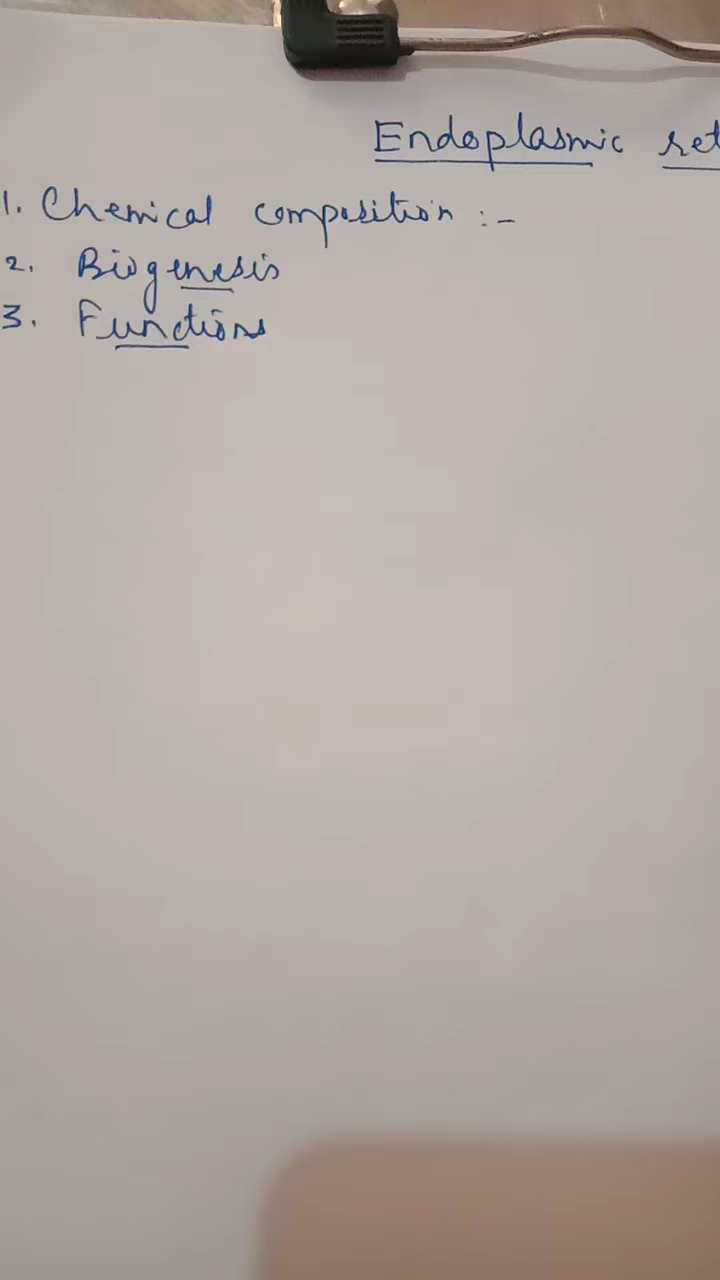 Endoplasmic ret
1. Chemical composition :-
2. Biogenesis
3. Functions